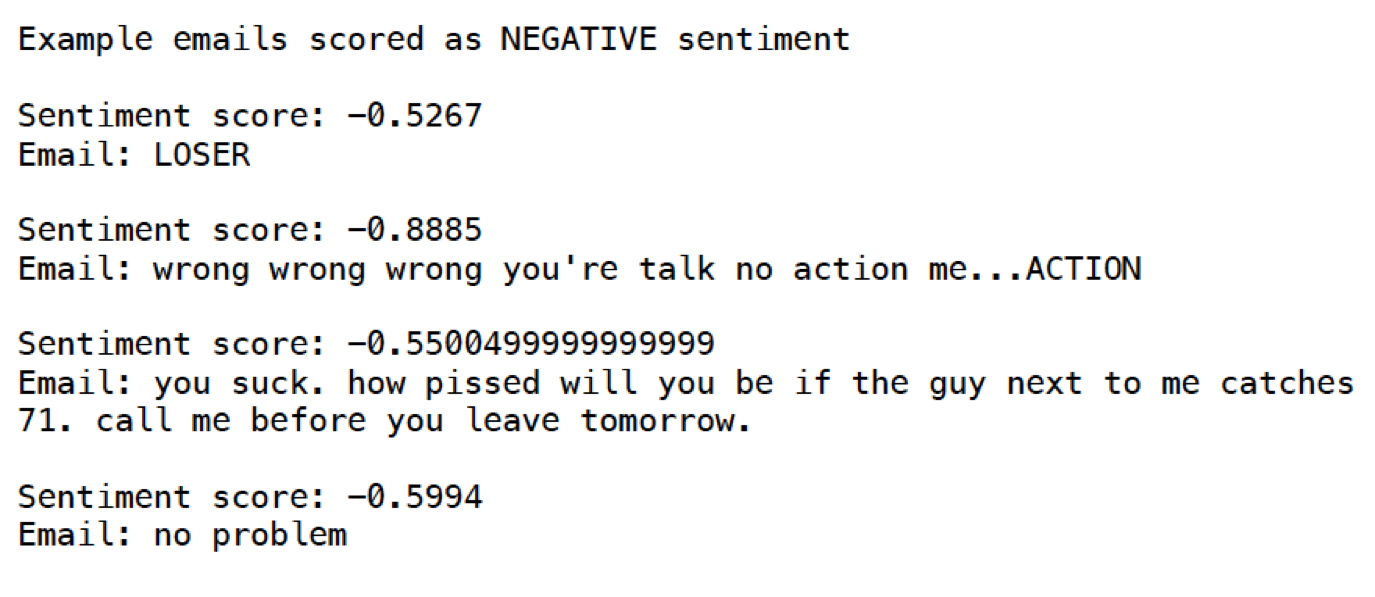 Example emails scored as NEGATIVE sentiment
Sentiment score: −0.5267
Email: LOSER
Sentiment score: −0.8885
Email: wrong wrong wrong you're talk no action me...ACTION
Sentiment score: −0.5500499999999999
Email: you suck. how pissed will you be if the guy next to me catches
71. call me before you leave tomorrow.
Sentiment score: −0.5994
Email: no problem